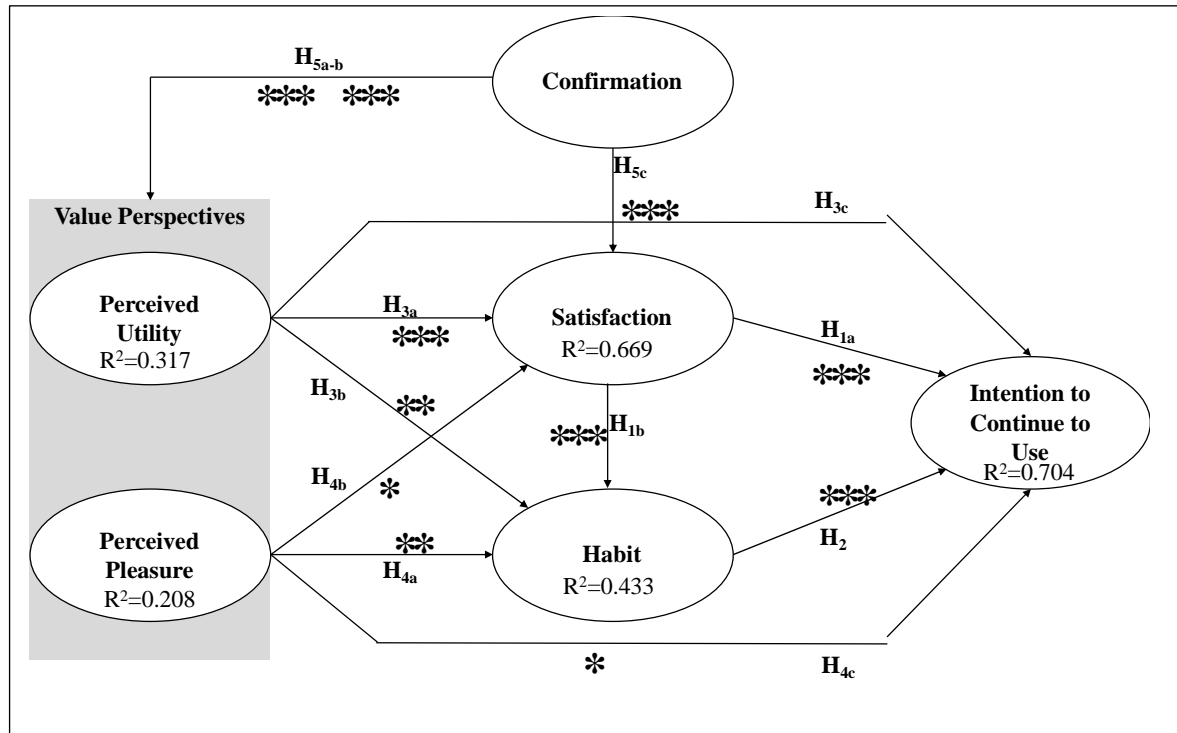 H5a-b
✻✻✻ ✻✻✻
Confirmation
H5c
✻✻✻
H3c
Value Perspectives
Perceived
Utility
R²=0.317
H3a
✻✻✻
Satisfaction
R²=0.669
H1a
✻✻✻
H3b
✻✻
H1b
✻✻✻
Intention to
Continue to
Use
R²=0.704
H4b
✻
✻✻✻
H2
Perceived
Pleasure
R²=0.208
✻✻
H4a
Habit
R²=0.433
✻
H4c